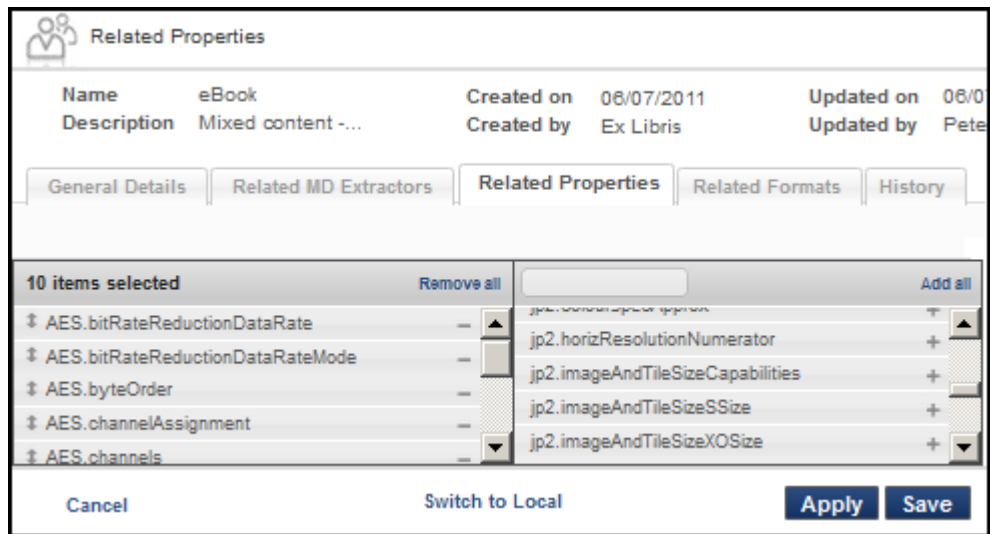 Related Properties
Name eBook Created on 06/07/2011 Updated on 06/0
Description Mixed content -... Created by Ex Libris Updated by Pete
General Details Related MD Extractors Related Properties Related Formats History
10 items selected Remove all Add all
AES.bitRateReductionDataRate
AES.bitRateReductionDataRateMode
AES.byteOrder
AES.channelAssignment
AES.channels
jp2.horizResolutionNumerator
jp2.imageAndTileSizeCapabilities
jp2.imageAndTileSizeSSize
jp2.imageAndTileSizeXOSize
Cancel Switch to Local Apply Save